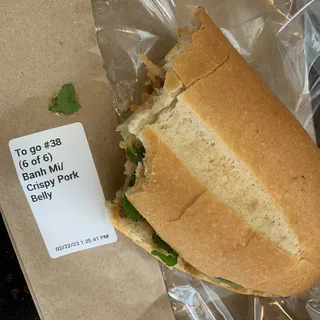 To go #38
(6 of 6)
Banh Mi/
Crispy Pork
Belly
02/22/23 1:35:41 PM